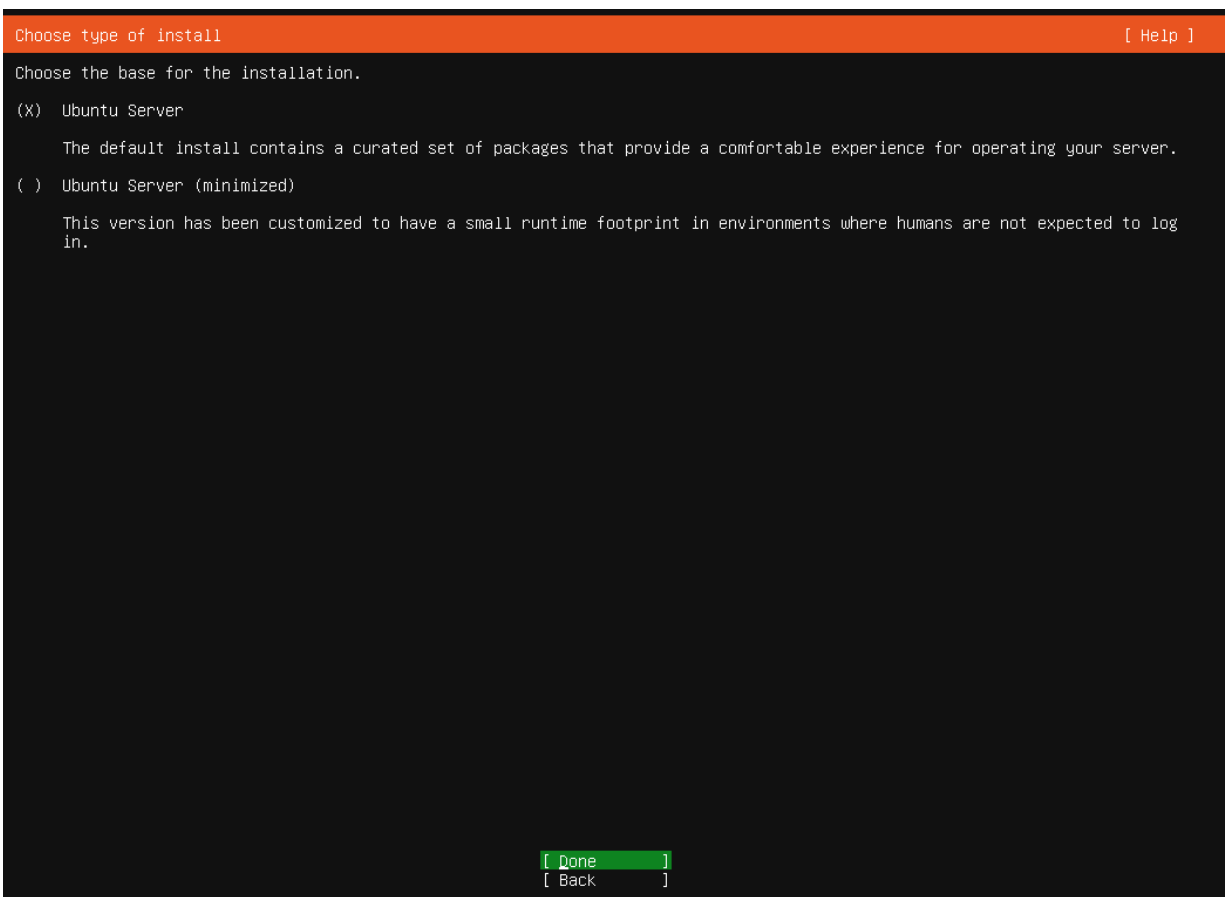 Choose type of install [ Help ]
Choose the base for the installation.
(X) Ubuntu Server
The default install contains a curated set of packages that provide a comfortable experience for operating your server.
( ) Ubuntu Server (minimized)
This version has been customized to have a small runtime footprint in environments where humans are not expected to log
in.
[ Done ]
[ Back ]